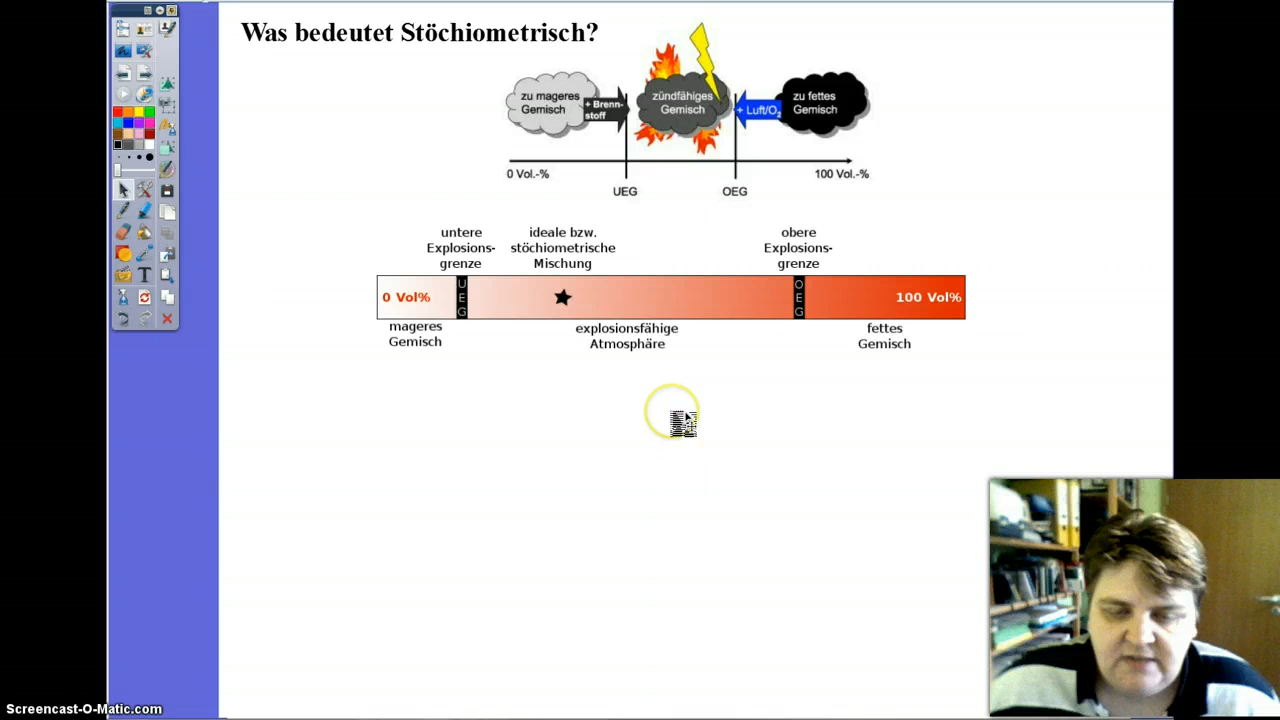 Was bedeutet Stöchiometrisch?
zu mageres
Gemisch
+ Brenn-
stoff
zündfähiges
Gemisch
+ Luft/O₂
zu fettes
Gemisch
0 Vol.-%
100 Vol.-%
UEG
OEG
untere
Explosions-
grenze
ideale bzw.
stöchiometrische
Mischung
obere
Explosions-
grenze
0 Vol%
UEG
OEG
100 Vol%
mageres
Gemisch
explosionsfähige
Atmosphäre
fettes
Gemisch
T
Screencast-O-Matic.com